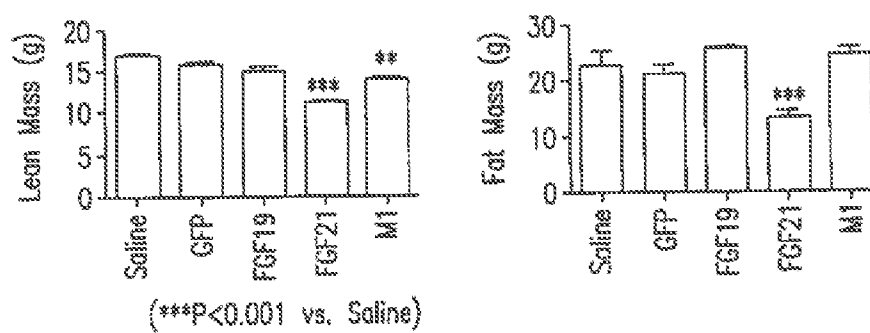 Lean Mass (g)
20
15
10
5
0
***
**
Saline
GFP
FGF19
FGF21
M1
(***P<0.001 vs. Saline)
Fat Mass (g)
30
20
10
0
***
Saline
GFP
FGF19
FGF21
M1